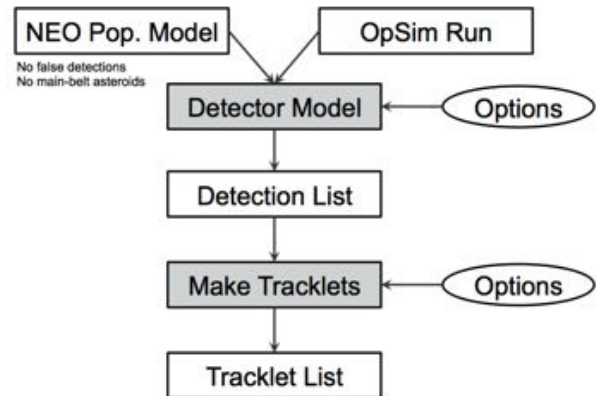 NEO Pop. Model
OpSim Run
No false detections
No main-belt asteroids
Detector Model
Options
Detection List
Make Tracklets
Options
Tracklet List